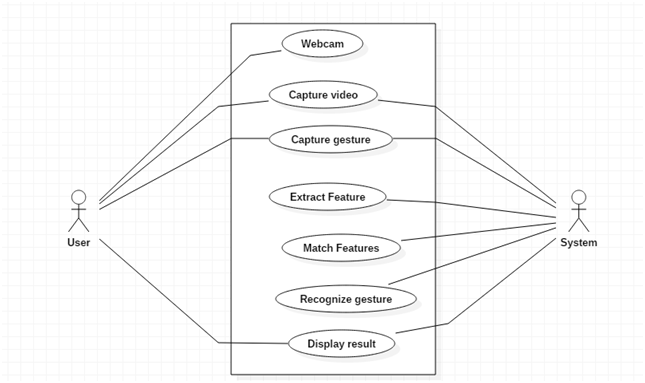 Webcam
Capture video
Capture gesture
Extract Feature
User
System
Match Features
Recognize gesture
Display result